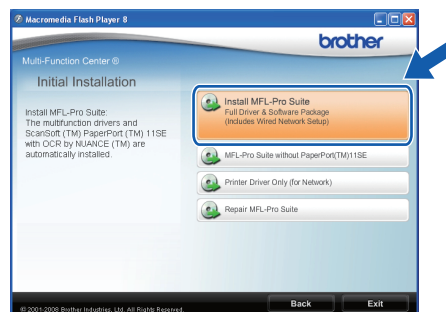 Macromedia Flash Player 8
brother
Multi-Function Center ®
Initial Installation
Install MFL-Pro Suite:
The multifunction drivers and
ScanSoft (TM) PaperPort (TM) 11SE
with OCR by NUANCE (TM) are
automatically installed.
Install MFL-Pro Suite
Full Driver & Software Package
(Includes Wired Network Setup)
MFL-Pro Suite without PaperPort(TM)11SE
Printer Driver Only (for Network)
Repair MFL-Pro Suite
© 2001-2008 Brother Industries, Ltd. All Rights Reserved.
Back
Exit